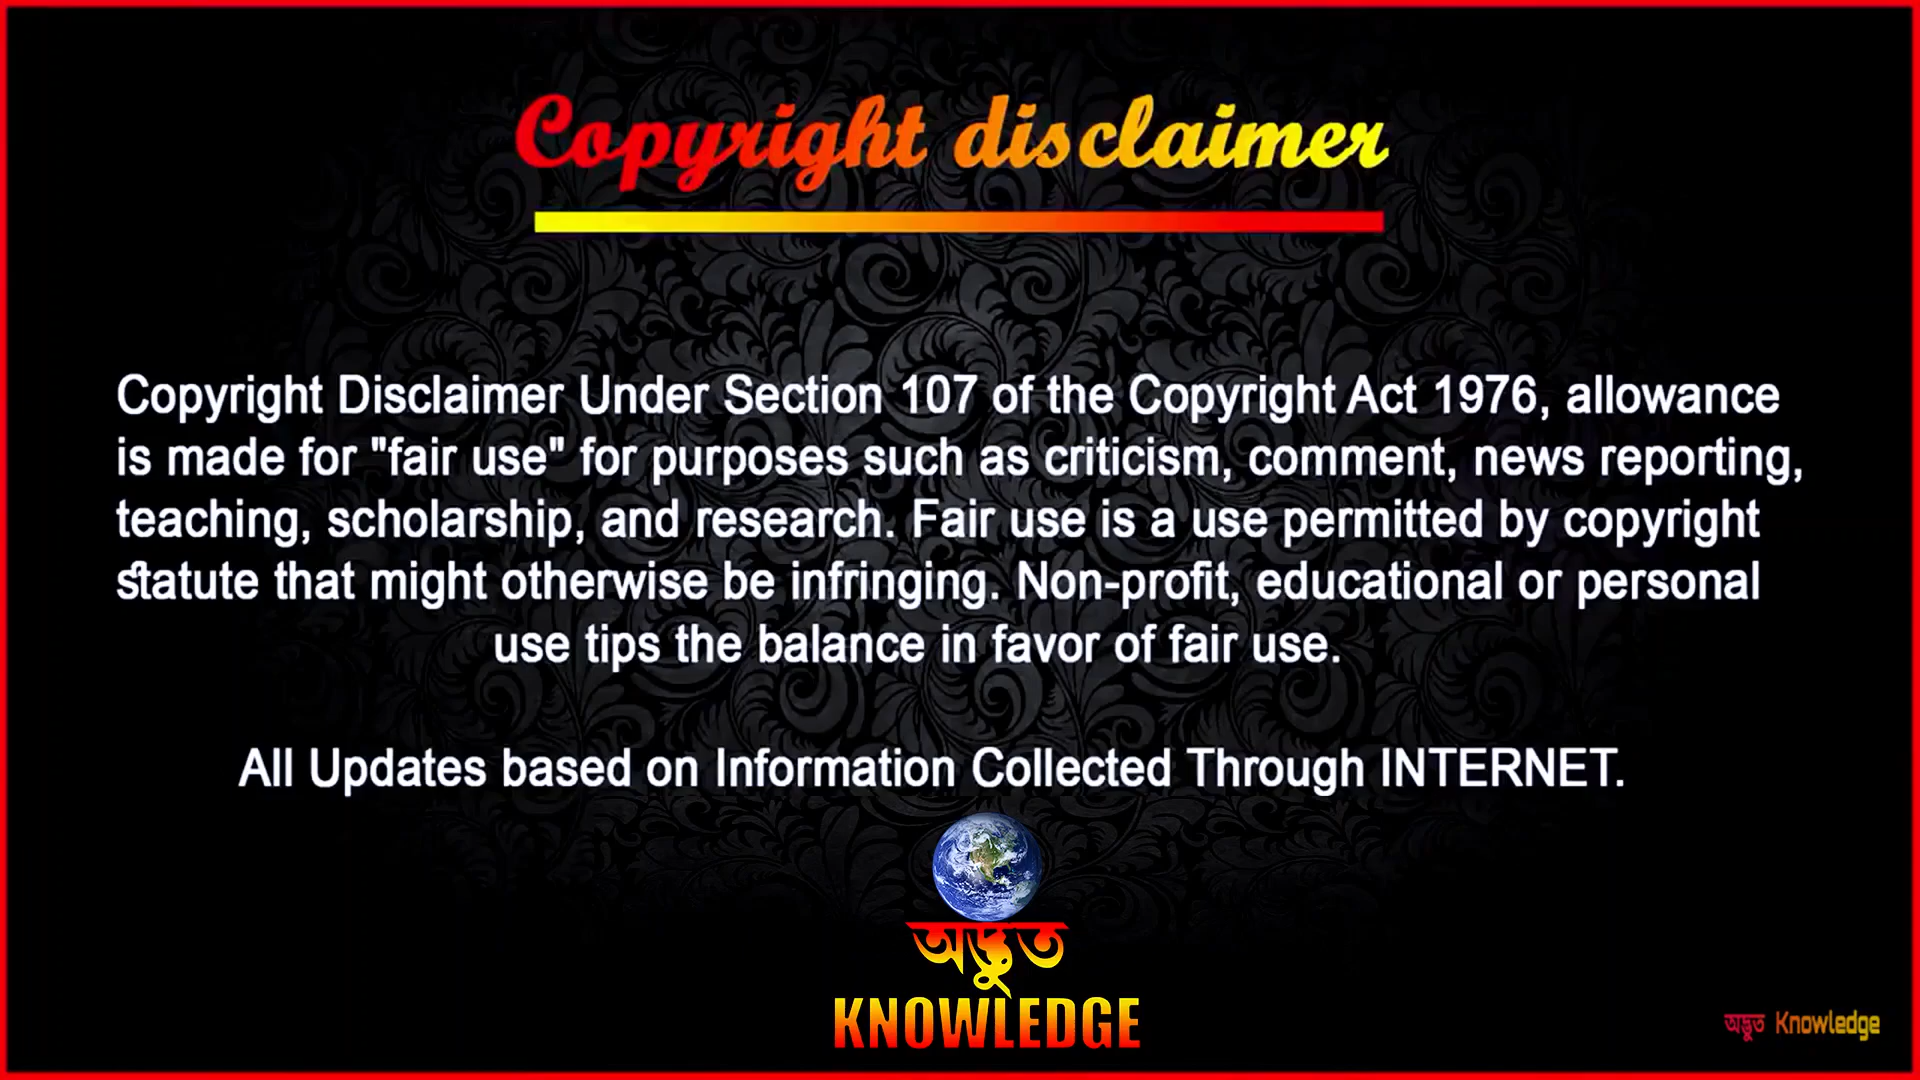 Copyright disclaimer
Copyright Disclaimer Under Section 107 of the Copyright Act 1976, allowance
is made for "fair use" for purposes such as criticism, comment, news reporting,
teaching, scholarship, and research. Fair use is a use permitted by copyright
statute that might otherwise be infringing. Non-profit, educational or personal
use tips the balance in favor of fair use.
All Updates based on Information Collected Through INTERNET.
অদ্ভুত
KNOWLEDGE
অদ্ভুত Knowledge